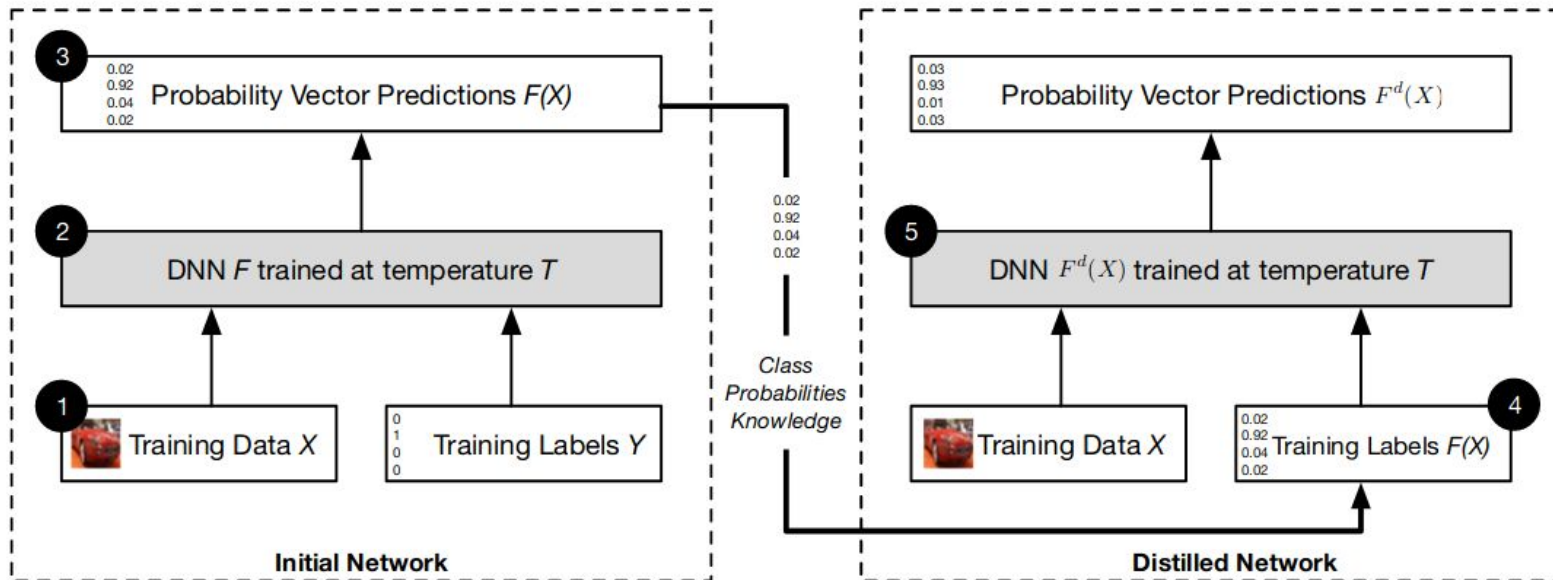 3
0.02
0.92
0.04
0.02
Probability Vector Predictions F(X)
2
DNN F trained at temperature T
1
Training Data X
0
1
0
0
Training Labels Y
Initial Network
0.02
0.92
0.04
0.02
Class
Probabilities
Knowledge
0.03
0.93
0.01
0.03
Probability Vector Predictions F^d(X)
5
DNN F^d(X) trained at temperature T
Training Data X
4
0.02
0.92
0.04
0.02
Training Labels F(X)
Distilled Network